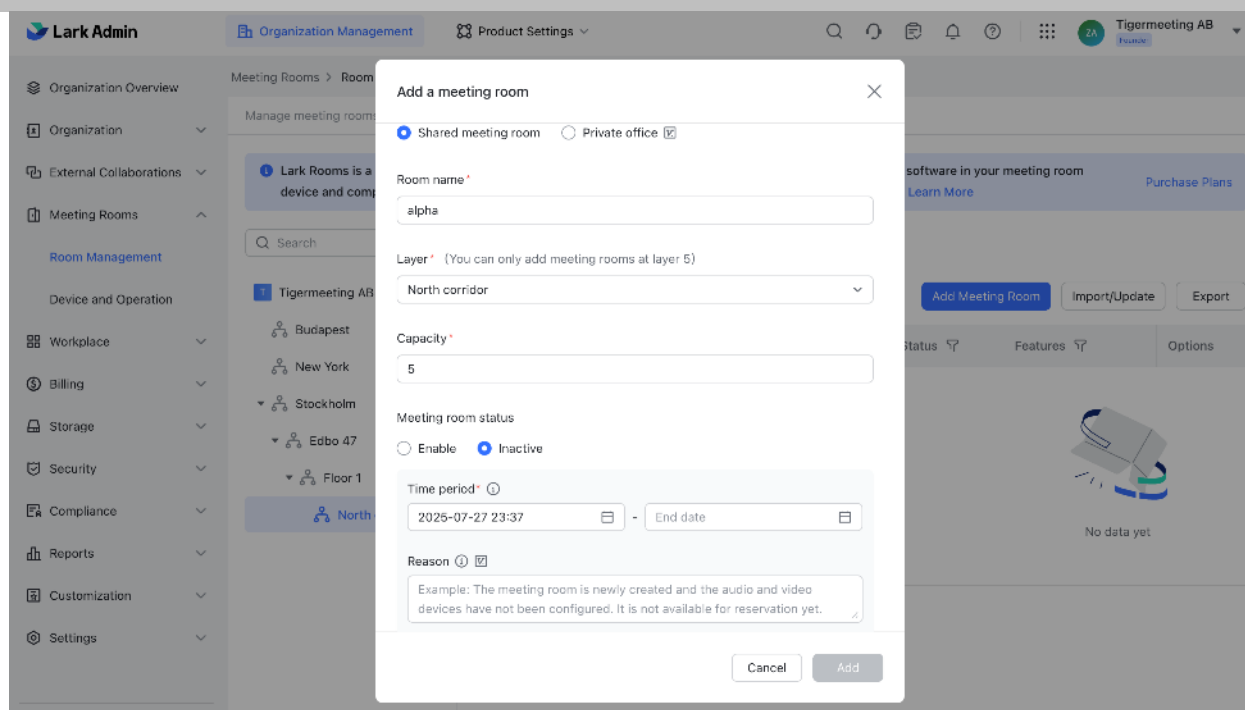 Lark Admin
Organization Management
Product Settings
ZA
Tigermeeting AB
Founder
Organization Overview
Organization
External Collaborations
Meeting Rooms
Room Management
Device and Operation
Workplace
Billing
Storage
Security
Compliance
Reports
Customization
Settings
Meeting Rooms > Room
Manage meeting rooms
Lark Rooms is a
device and comp
software in your meeting room
Learn More
Purchase Plans
Search
Tigermeeting AB
Budapest
New York
Stockholm
Edbo 47
Floor 1
North
Add Meeting Room
Import/Update
Export
Status
Features
Options
No data yet
Add a meeting room
Shared meeting room
Private office
Room name*
alpha
Layer* (You can only add meeting rooms at layer 5)
North corridor
Capacity*
5
Meeting room status
Enable
Inactive
Time period*
2025-07-27 23:37 - End date
Reason
Example: The meeting room is newly created and the audio and video
devices have not been configured. It is not available for reservation yet.
Cancel
Add